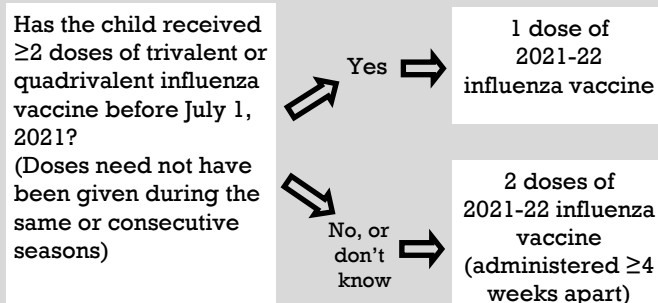 Has the child received
≥2 doses of trivalent or
quadrivalent influenza
vaccine before July 1,
2021?
(Doses need not have
been given during the
same or consecutive
seasons)
Yes
1 dose of
2021-22
influenza vaccine
No, or
don't
know
2 doses of
2021-22 influenza
vaccine
(administered ≥4
weeks apart)